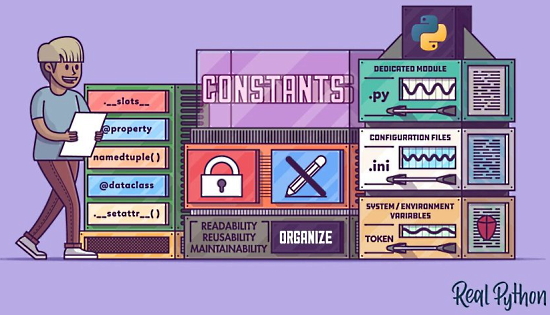 .__slots__
@property
namedtuple()
@dataclass
.__setattr__()
CONSTANTS
READABILITY
REUSABILITY
MAINTAINABILITY
ORGANIZE
DEDICATED MODULE
.py
CONFIGURATION FILES
.ini
SYSTEM / ENVIRONMENT
VARIABLES
TOKEN
Real Python